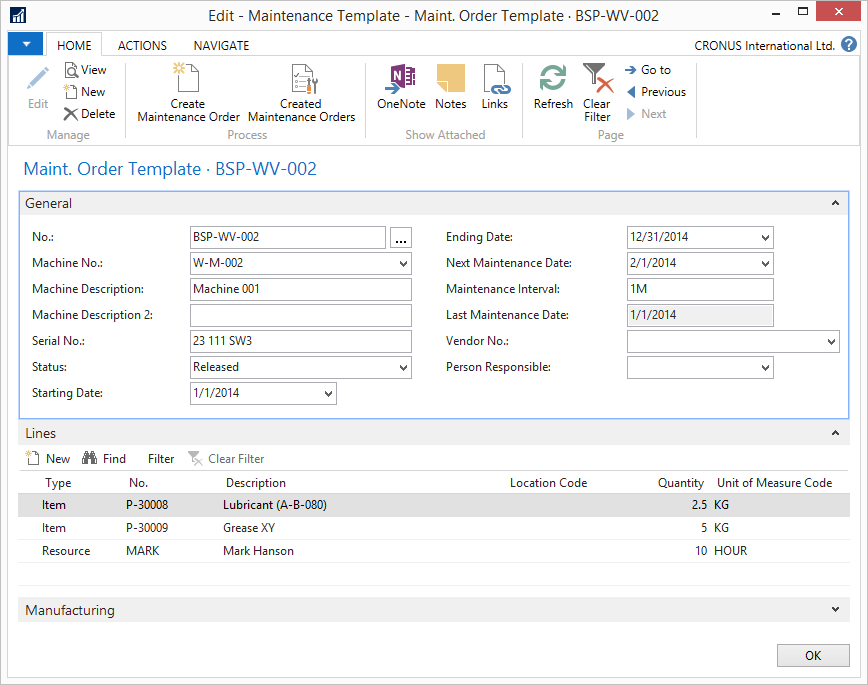 Edit - Maintenance Template - Maint. Order Template · BSP-WV-002
HOME ACTIONS NAVIGATE CRONUS International Ltd. ?
Edit
View
New
Delete
Manage
Create Maintenance Order
Created Maintenance Orders
Process
OneNote
Notes
Links
Show Attached
Refresh
Clear Filter
Go to
Previous
Next
Page
Maint. Order Template · BSP-WV-002
General
No.: BSP-WV-002 ...
Machine No.: W-M-002
Machine Description: Machine 001
Machine Description 2:
Serial No.: 23 111 SW3
Status: Released
Starting Date: 1/1/2014
Ending Date: 12/31/2014
Next Maintenance Date: 2/1/2014
Maintenance Interval: 1M
Last Maintenance Date: 1/1/2014
Vendor No.:
Person Responsible:
Lines
New Find Filter Clear Filter
Type No. Description Location Code Quantity Unit of Measure Code
Item P-30008 Lubricant (A-B-080) 2.5 KG
Item P-30009 Grease XY 5 KG
Resource MARK Mark Hanson 10 HOUR
Manufacturing
OK